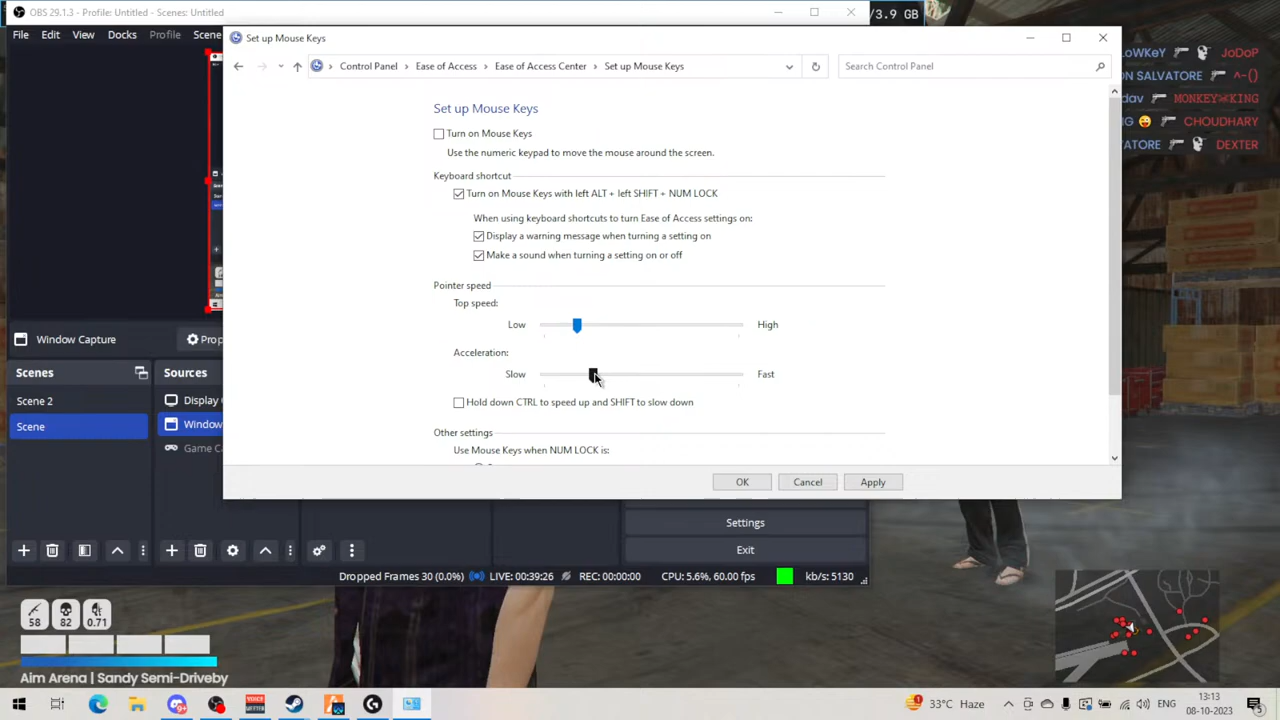 OBS 29.1.3 - Profile: Untitled - Scenes: Untitled
/3.9 GB
File Edit View Docks Profile Scene
Set up Mouse Keys
Control Panel > Ease of Access > Ease of Access Center > Set up Mouse Keys
Search Control Panel
LoWKeY JoDoP
ON SALVATORE ^-()
dav MONKEY KING
NG CHOUDHARY
ATORE DEXTER
Set up Mouse Keys
Turn on Mouse Keys
Use the numeric keypad to move the mouse around the screen.
Keyboard shortcut
Turn on Mouse Keys with left ALT + left SHIFT + NUM LOCK
When using keyboard shortcuts to turn Ease of Access settings on:
Display a warning message when turning a setting on
Make a sound when turning a setting on or off
Pointer speed
Top speed:
Low High
Acceleration:
Slow Fast
Hold down CTRL to speed up and SHIFT to slow down
Other settings
Use Mouse Keys when NUM LOCK is:
OK Cancel Apply
Window Capture
Prop
Scenes
Sources
Scene 2
Scene
Display
Window
Game Ca
Settings
Exit
Dropped Frames 30 (0.0%) LIVE: 00:39:26 REC: 00:00:00 CPU: 5.6%, 60.00 fps kb/s: 5130
58 82 0.71
Aim Arena | Sandy Semi-Driveby
33°C Haze
ENG
13:13
08-10-2023
5